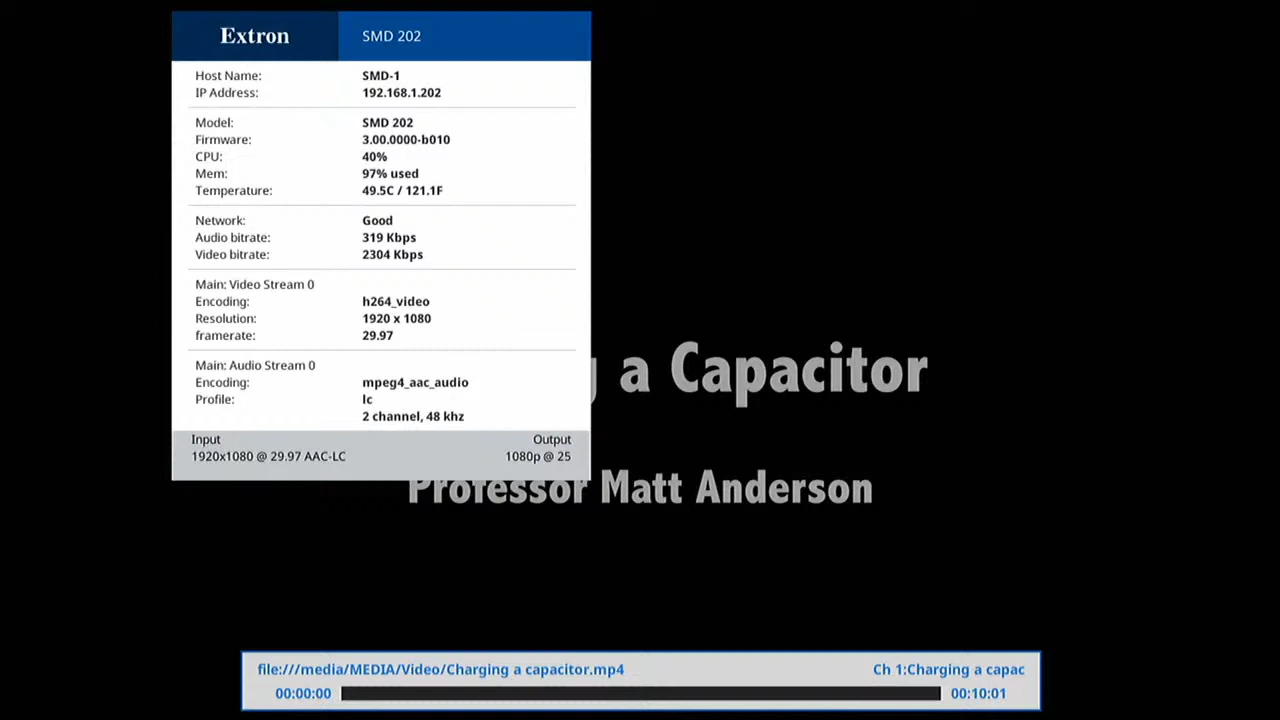 Extron SMD 202
Host Name: SMD-1
IP Address: 192.168.1.202
Model: SMD 202
Firmware: 3.00.0000-b010
CPU: 40%
Mem: 97% used
Temperature: 49.5C / 121.1F
Network: Good
Audio bitrate: 319 Kbps
Video bitrate: 2304 Kbps
Main: Video Stream 0
Encoding: h264_video
Resolution: 1920 x 1080
framerate: 29.97
Main: Audio Stream 0
Encoding: mpeg4_aac_audio
Profile: lc
2 channel, 48 khz
Input Output
1920x1080 @ 29.97 AAC-LC 1080p @ 25
a Capacitor
Professor Matt Anderson
file:///media/MEDIA/Video/Charging a capacitor.mp4 Ch 1:Charging a capac
00:00:00 00:10:01